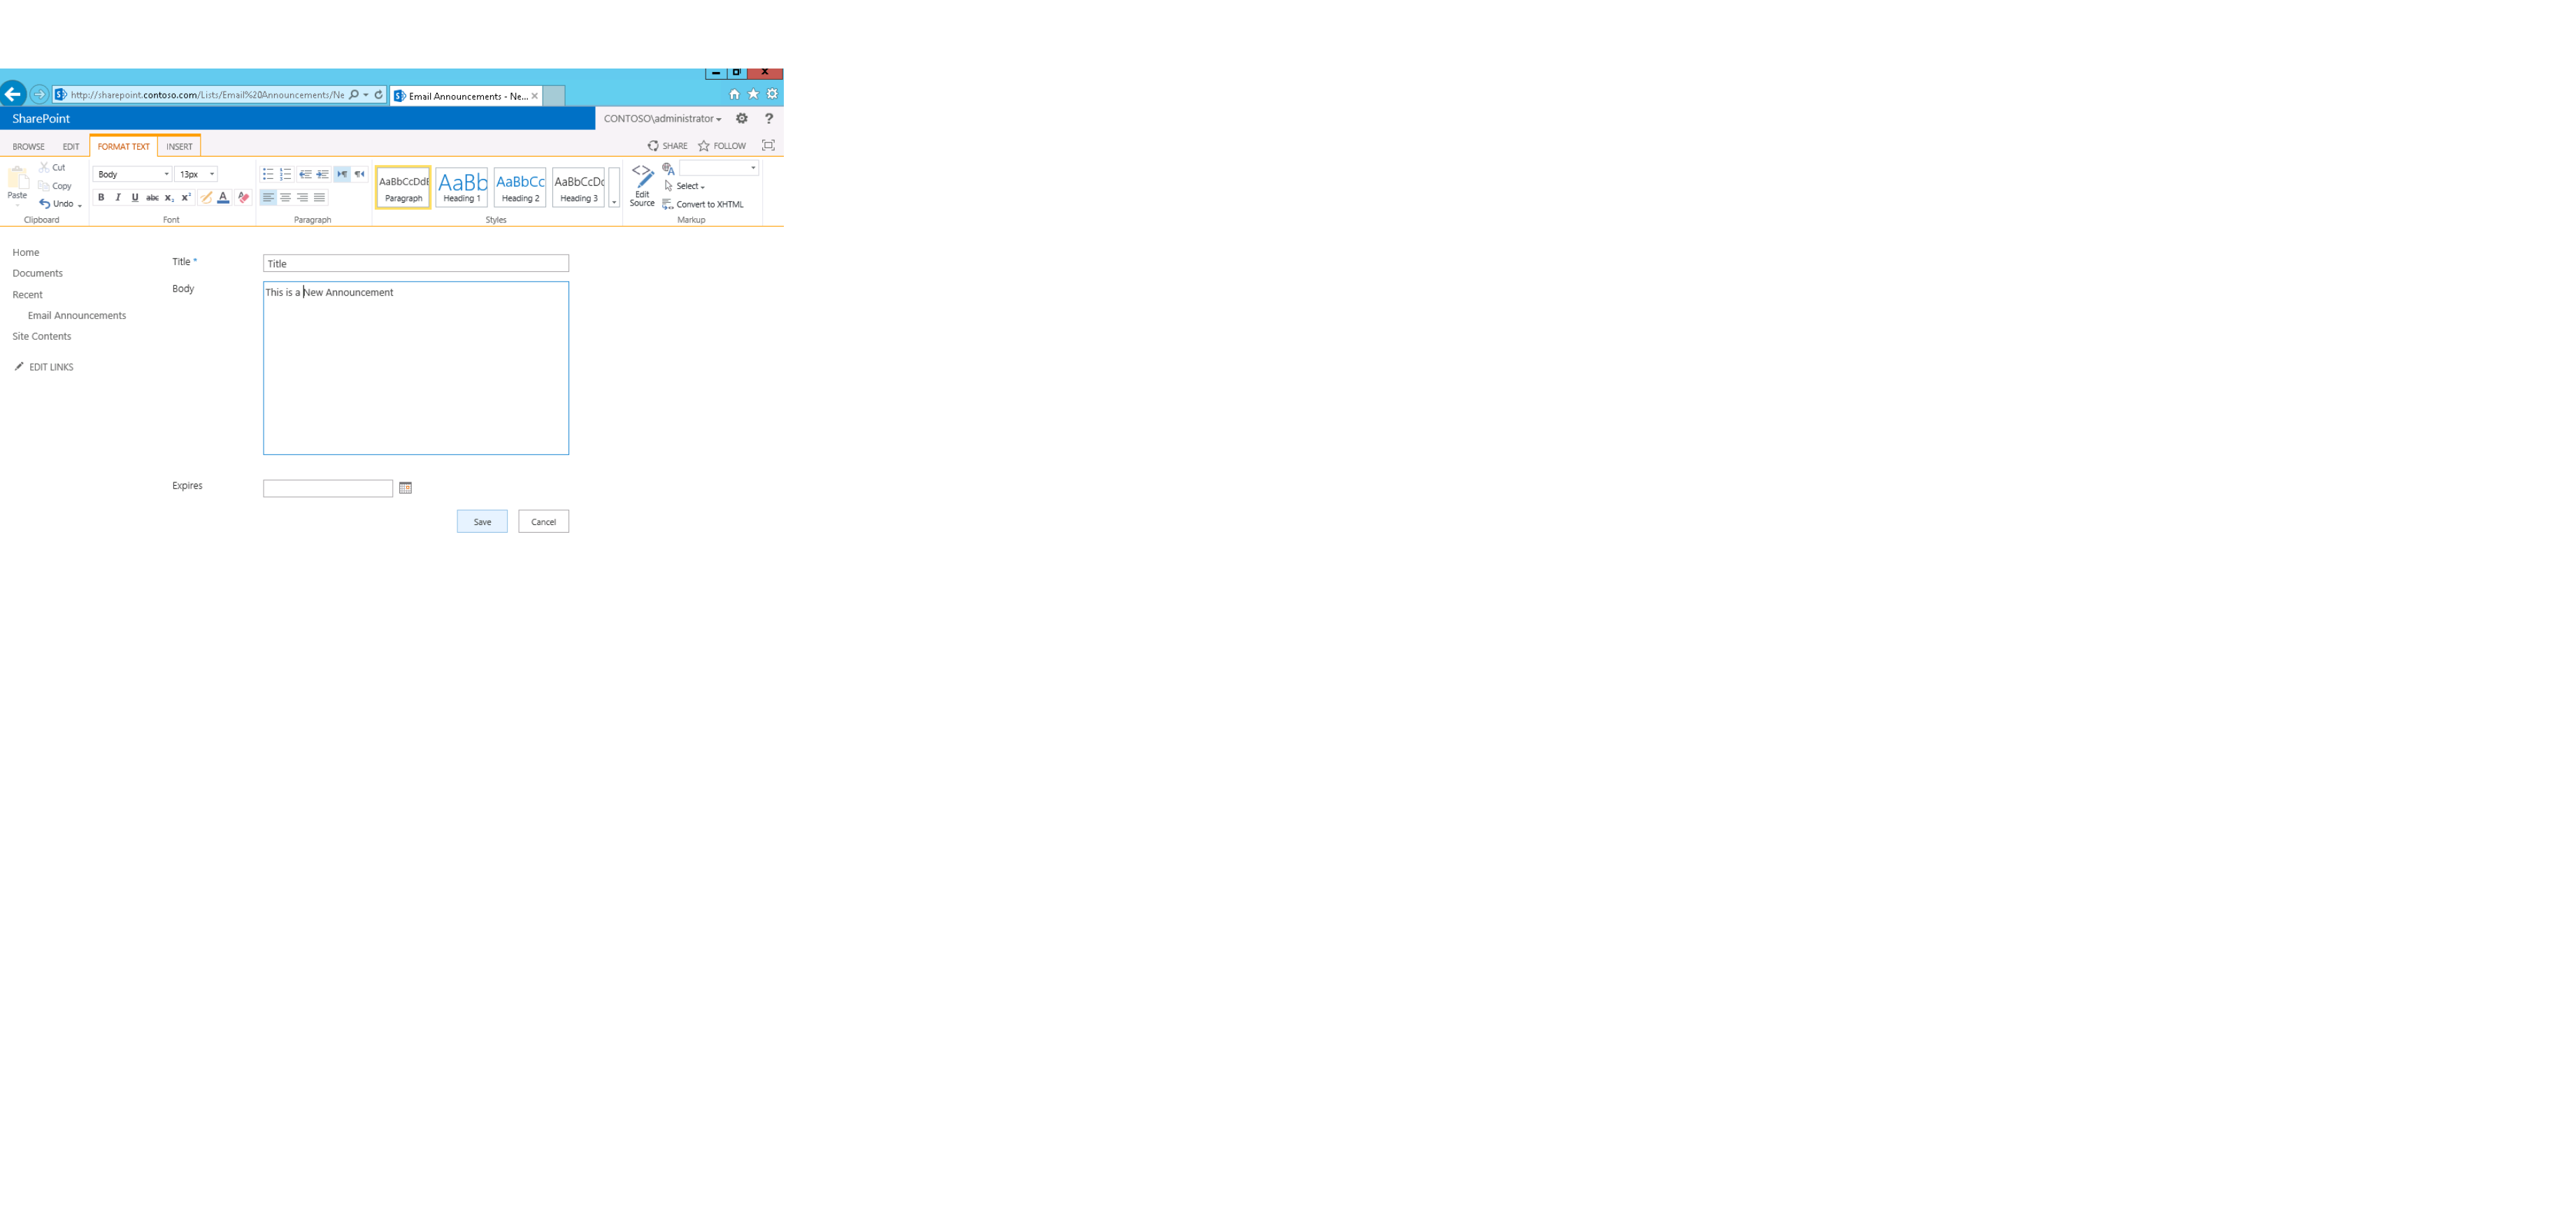 http://sharepoint.contoso.com/Lists/Email%20Announcements/Ne
Email Announcements - Ne...
SharePoint
CONTOSO\administrator
BROWSE EDIT FORMAT TEXT INSERT SHARE FOLLOW
Paste
Cut
Copy
Undo
Clipboard
Body 13px
B I U abc x₂ x²
A
Font
Paragraph
AaBbCcDdE
Paragraph
AaBb
Heading 1
AaBbCc
Heading 2
AaBbCcDd
Heading 3
Styles
Edit
Source
Select
Convert to XHTML
Markup
Home
Documents
Recent
Email Announcements
Site Contents
EDIT LINKS
Title *
Title
Body
This is a New Announcement
Expires
Save Cancel